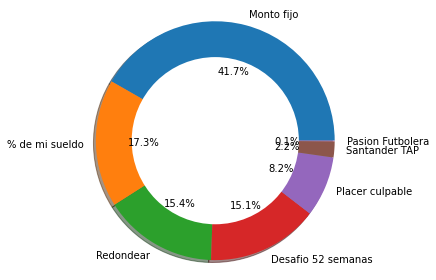 Monto fijo
41.7%
% de mi sueldo
17.3%
Redondear
15.4%
Desafio 52 semanas
15.1%
Placer culpable
8.2%
Santander TAP
2.2%
Pasion Futbolera
0.1%